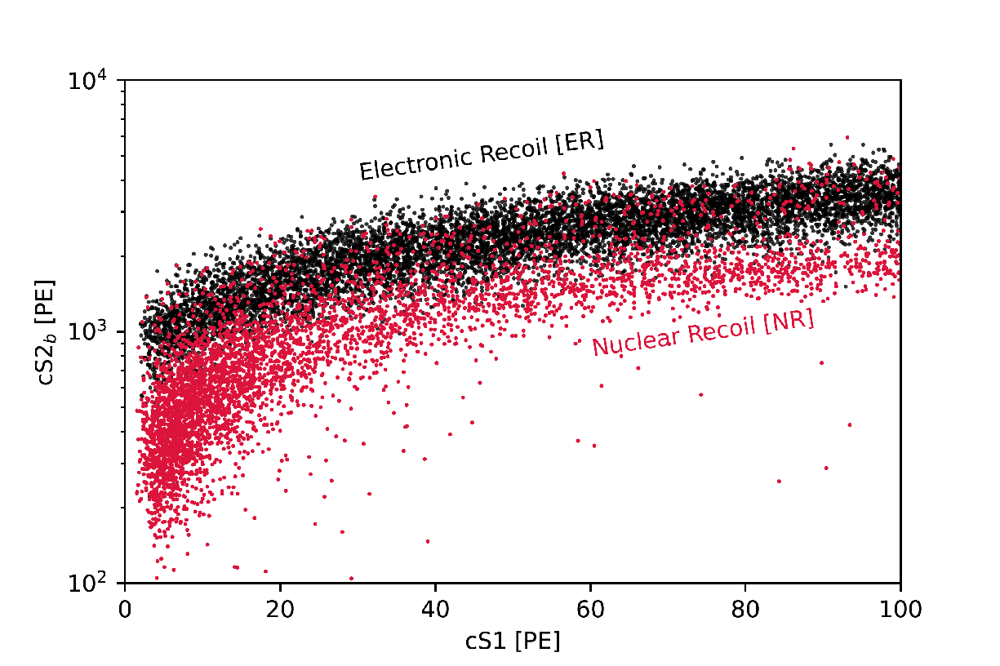 10⁴
Electronic Recoil [ER]
cS2_b [PE]
10³
Nuclear Recoil [NR]
10²
0 20 40 60 80 100
cS1 [PE]